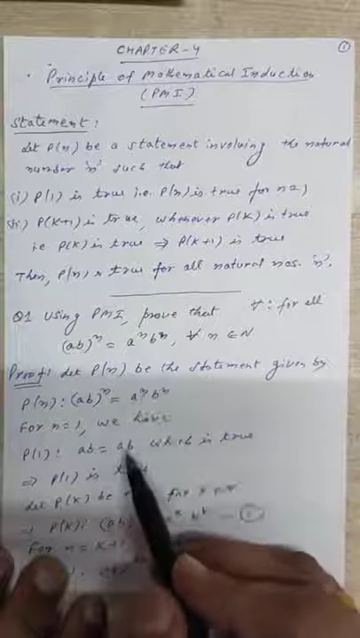 ①
CHAPTER-4
• Principle of Mathematical Induction
(PMI)
Statement:
Let P(n) be a statement involving the natural
number 'n' such that
(i) P(1) is true i.e. P(n) is true for n=1
(ii) P(K+1) is true, whenever P(K) is true
i.e P(K) is true ⇒ P(K+1) is true
Then, P(n) is true for all natural nos. 'n'.
Q1 Using PMI, prove that ∀: for all
(ab)ⁿ = aⁿbⁿ, ∀ n ∈ N
Proof: Let P(n) be the statement given by
P(n): (ab)ⁿ = aⁿbⁿ
For n=1, we have
P(1): ab = ab which is true
⇒ P(1) is true
Let P(K) be for
⇒ P(K): — ①
For n = K+1